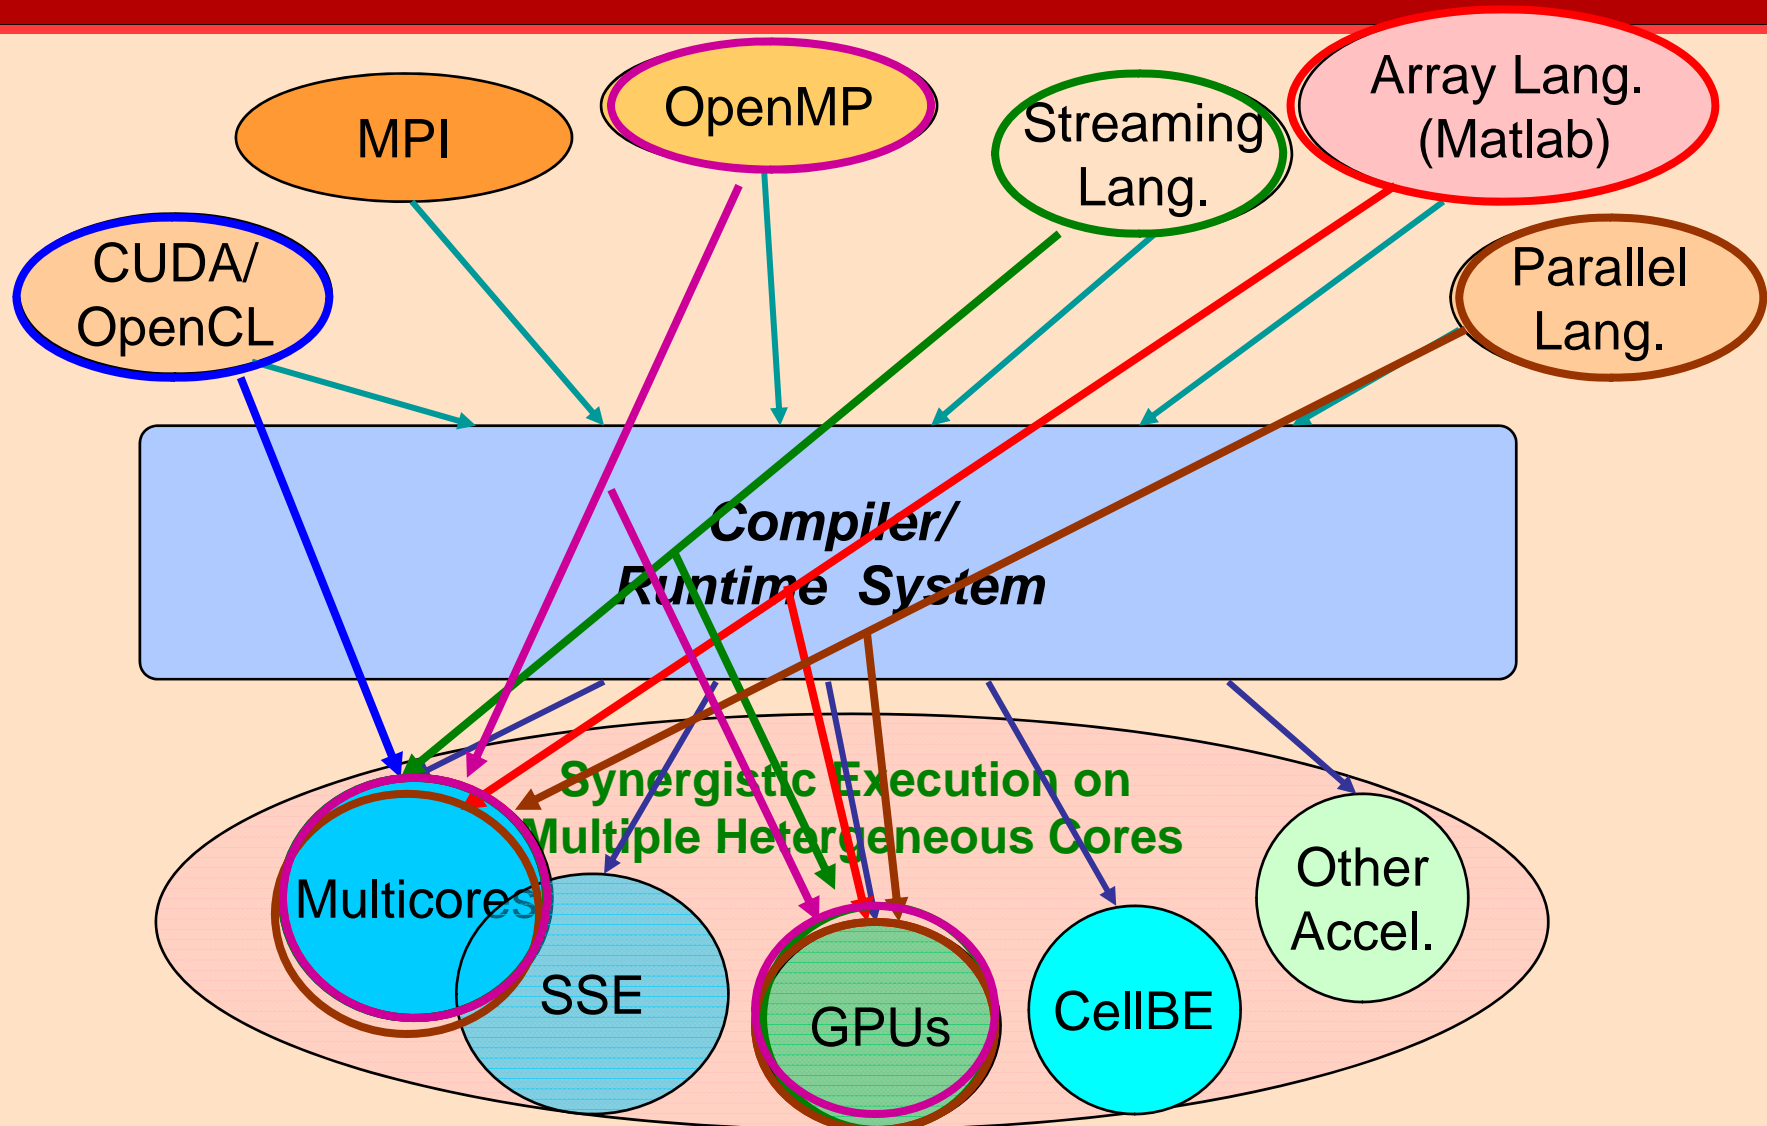 MPI
OpenMP
Streaming
Lang.
Array Lang.
(Matlab)
CUDA/
OpenCL
Parallel
Lang.
Compiler/
Runtime System
Synergistic Execution on
Multiple Hetergeneous Cores
Multicores
SSE
GPUs
CellBE
Other
Accel.